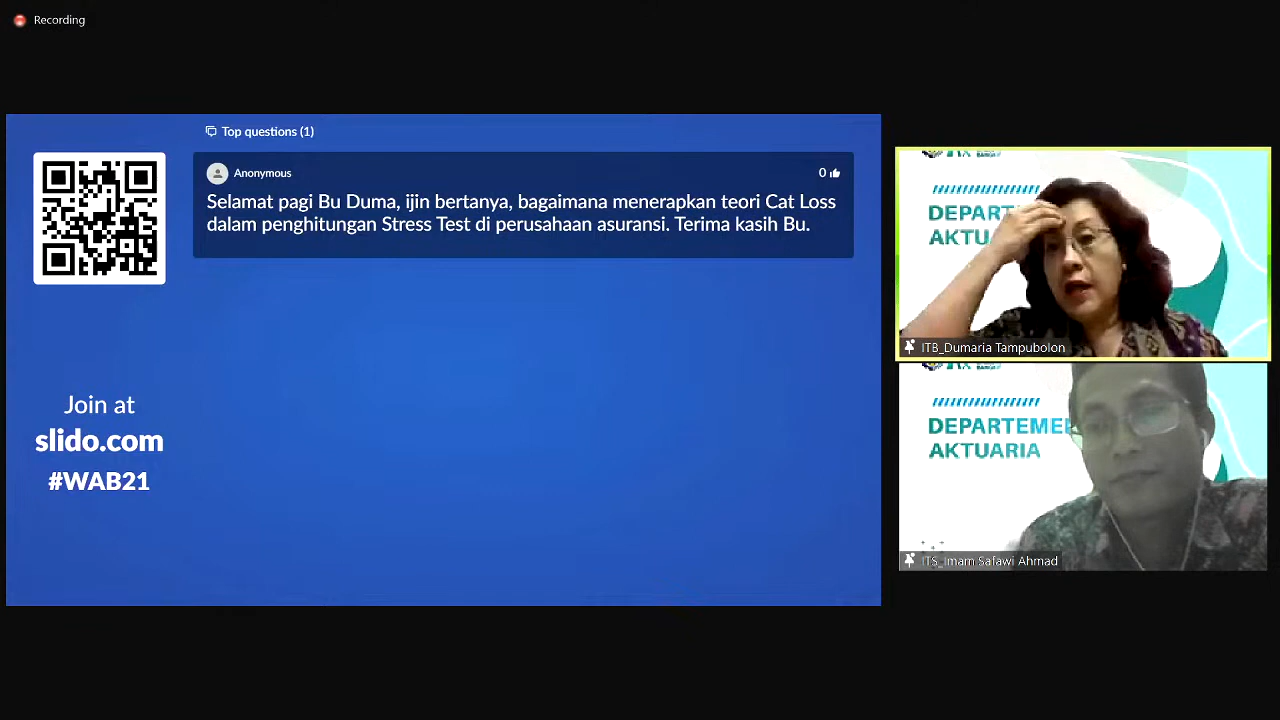 Recording
Top questions (1)
Anonymous
0
Selamat pagi Bu Duma, ijin bertanya, bagaimana menerapkan teori Cat Loss
dalam penghitungan Stress Test di perusahaan asuransi. Terima kasih Bu.
Join at
slido.com
#WAB21
DEPARTE
AKTU
ITB_Dumaria Tampubolon
DEPARTEME
AKTUARIA
ITS_Imam Safawi Ahmad